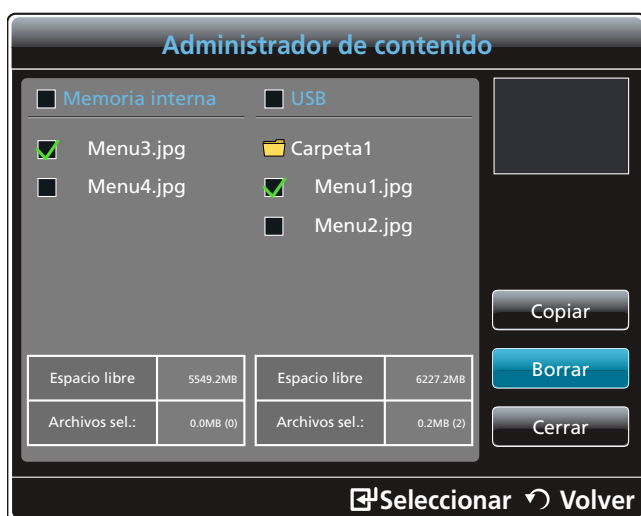 Administrador de contenido
Memoria interna USB
Menu3.jpg Carpeta1
Menu4.jpg Menu1.jpg
Menu2.jpg
Copiar
Espacio libre 5549.2MB Espacio libre 6227.2MB Borrar
Archivos sel.: 0.0MB (0) Archivos sel.: 0.2MB (2) Cerrar
Seleccionar Volver